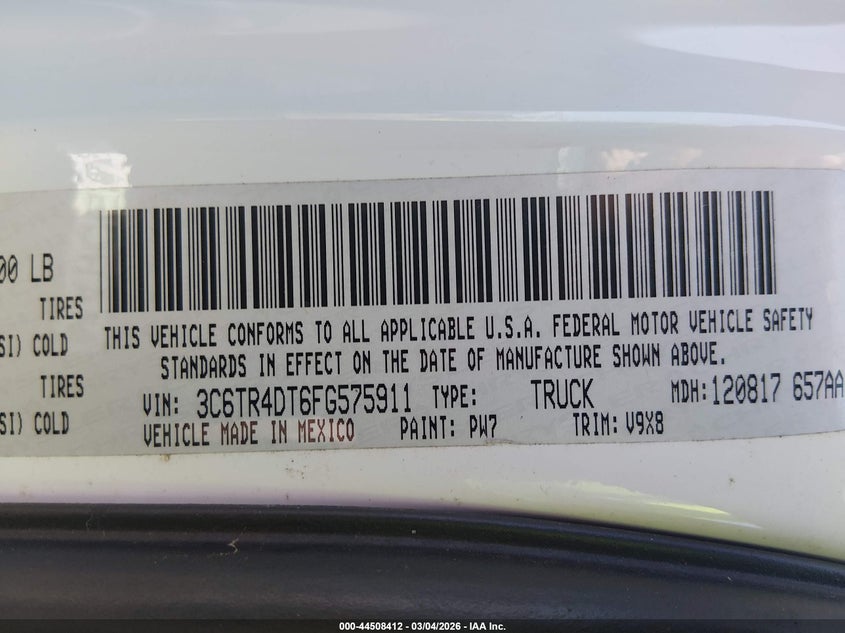 00 LB
TIRES
SI) COLD
TIRES
SI) COLD
THIS VEHICLE CONFORMS TO ALL APPLICABLE U.S.A. FEDERAL MOTOR VEHICLE SAFETY
STANDARDS IN EFFECT ON THE DATE OF MANUFACTURE SHOWN ABOVE.
VIN: 3C6TR4DT6FG575911 TYPE: TRUCK MDH:120817 657AA
VEHICLE MADE IN MEXICO PAINT: PW7 TRIM: V9X8
000-44508412 - 03/04/2026 - IAA Inc.